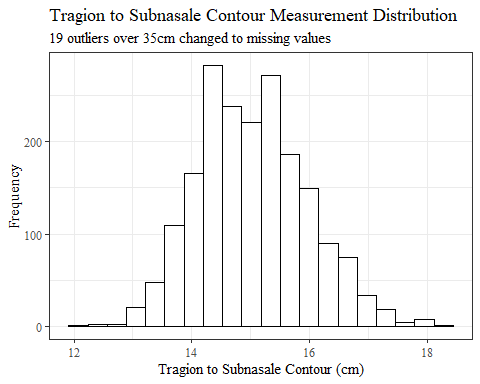 Tragion to Subnasale Contour Measurement Distribution
19 outliers over 35cm changed to missing values
Frequency
200
100
0
12 14 16 18
Tragion to Subnasale Contour (cm)